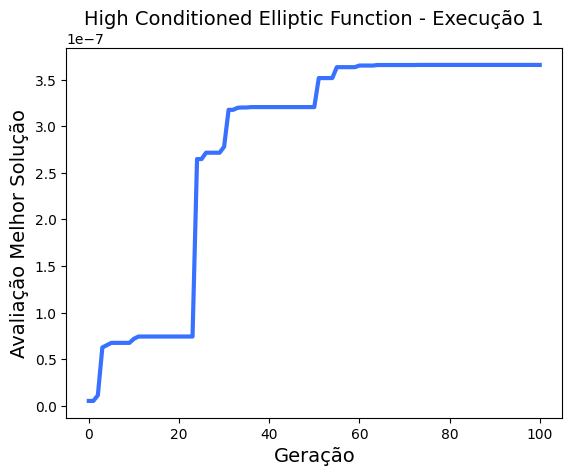 High Conditioned Elliptic Function - Execução 1
1e−7
Avaliação Melhor Solução
3.5
3.0
2.5
2.0
1.5
1.0
0.5
0.0
0 20 40 60 80 100
Geração